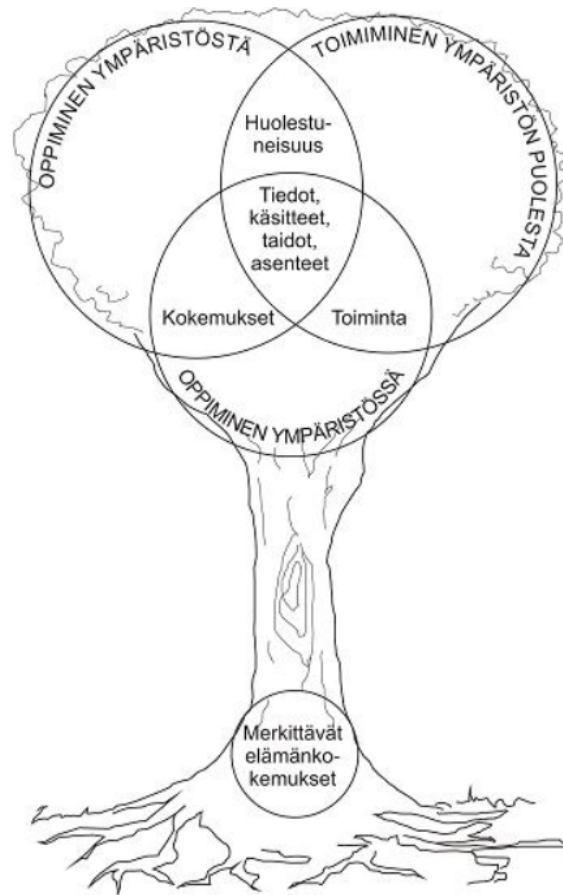 OPPIMINEN YMPÄRISTÖSTÄ
TOIMIMINEN YMPÄRISTÖN PUOLESTA
Huolestu-
neisuus
Tiedot,
käsitteet,
taidot,
asenteet
Kokemukset
Toiminta
OPPIMINEN YMPÄRISTÖSSÄ
Merkittävät
elämänko-
kemukset